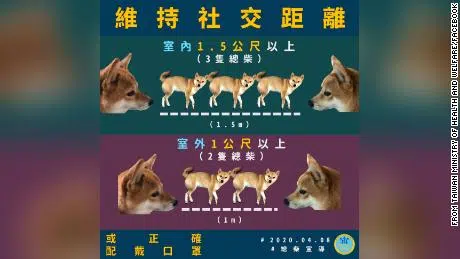 維持社交距離
室內1.5公尺以上
(3隻總柴)
(1.5m)
室外1公尺以上
(2隻總柴)
(1m)
或正確
配戴口罩
#2020.04.06
#總柴宣導
FROM TAIWAN MINISTRY OF HEALTH AND WELFARE/FACEBOOK